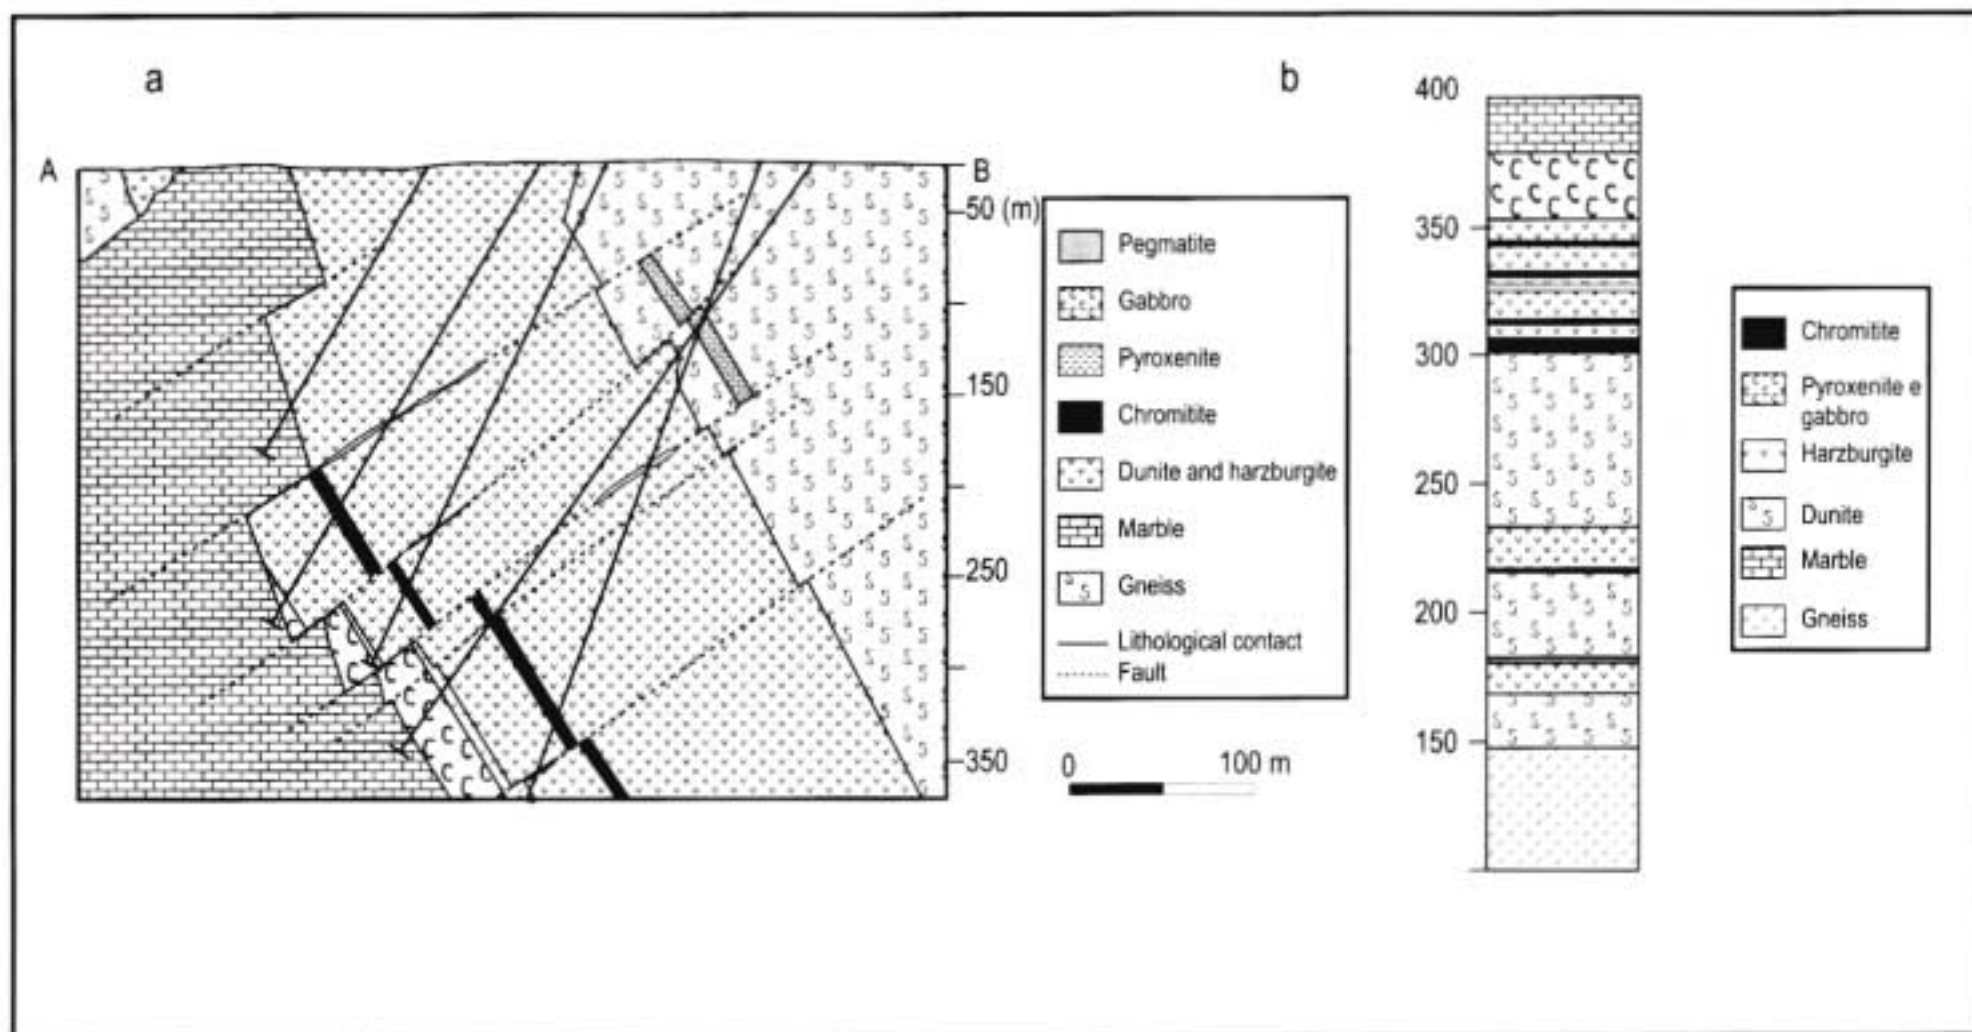 a
A
B
50 (m)
150
250
350
Pegmatite
Gabbro
Pyroxenite
Chromitite
Dunite and harzburgite
Marble
Gneiss
Lithological contact
Fault
0 100 m
b
400
350
300
250
200
150
Chromitite
Pyroxenite e
gabbro
Harzburgite
Dunite
Marble
Gneiss